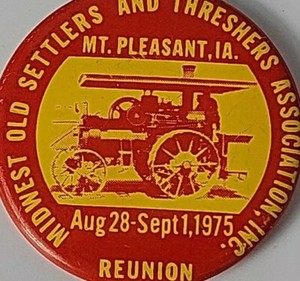 MIDWEST OLD SETTLERS AND THRESHERS ASSOCIATION, INC.
MT. PLEASANT, IA.
Aug 28-Sept 1, 1975
REUNION